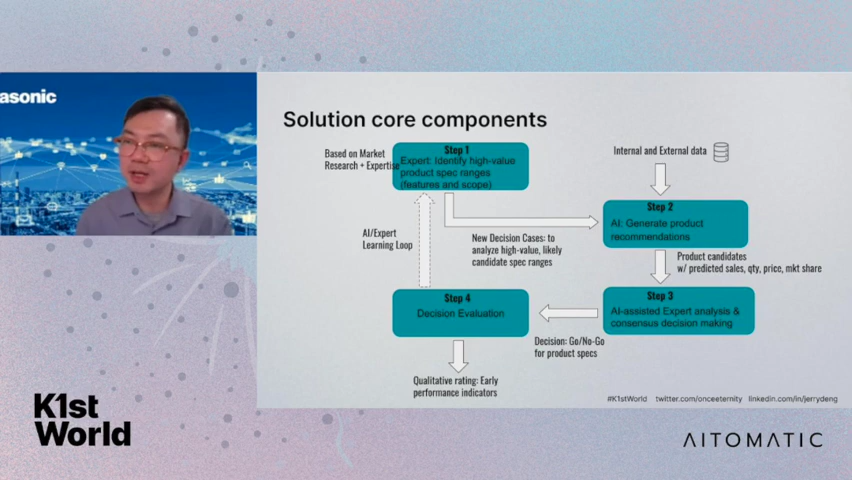 asonic
Solution core components
Based on Market
Research + Expertise
Step 1
Expert: Identify high-value
product spec ranges
(features and scope)
Internal and External data
Step 2
AI: Generate product
recommendations
AI/Expert
Learning Loop
New Decision Cases: to
analyze high-value, likely
candidate spec ranges
Product candidates
w/ predicted sales, qty, price, mkt share
Step 4
Decision Evaluation
Step 3
AI-assisted Expert analysis &
consensus decision making
Decision: Go/No-Go
for product specs
Qualitative rating: Early
performance indicators
#K1stWorld twitter.com/onceeternity linkedin.com/in/jerrydeng
K1st
World
AITOMATIC